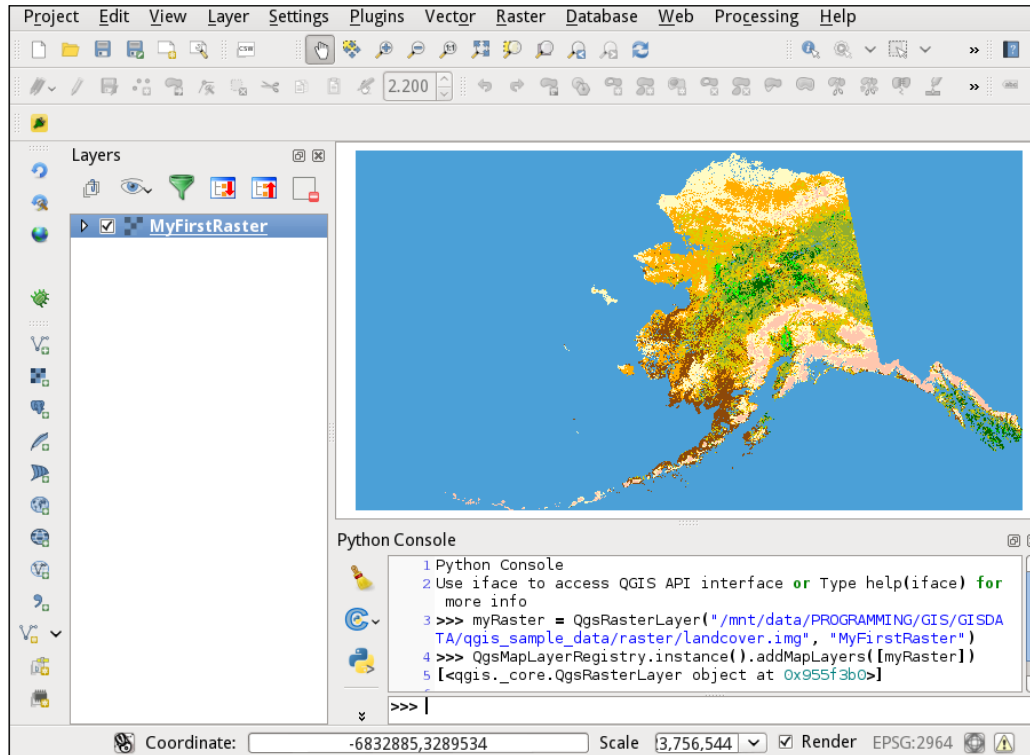 Project Edit View Layer Settings Plugins Vector Raster Database Web Processing Help
CSW
»
?
2.200
»
abc
Layers
MyFirstRaster
Python Console
1 Python Console
2 Use iface to access QGIS API interface or Type help(iface) for
more info
3 >>> myRaster = QgsRasterLayer("/mnt/data/PROGRAMMING/GIS/GISDA
TA/qgis_sample_data/raster/landcover.img", "MyFirstRaster")
4 >>> QgsMapLayerRegistry.instance().addMapLayers([myRaster])
5 [<qgis._core.QgsRasterLayer object at 0x955f3b0>]
>>>
Coordinate: -6832885,3289534 Scale 3,756,544 Render EPSG:2964